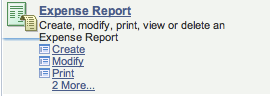 Expense Report
Create, modify, print, view or delete an
Expense Report
Create
Modify
Print
2 More...